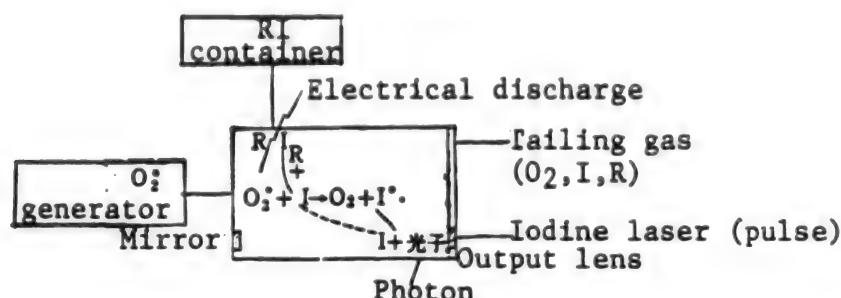 RI
container
Electrical discharge
R I
R
+
Tailing gas
(O₂,I,R)
O₂*
generator
O₂*+I→O₂+I*.
Mirror
I+光子
Iodine laser (pulse)
Output lens
Photon